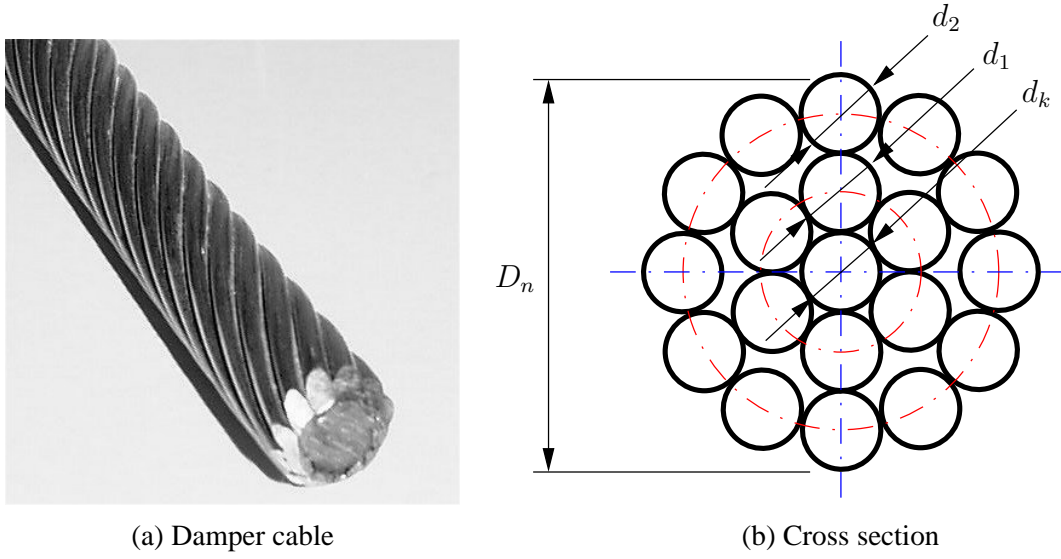 d₂
d₁
dₖ
Dₙ
(a) Damper cable
(b) Cross section